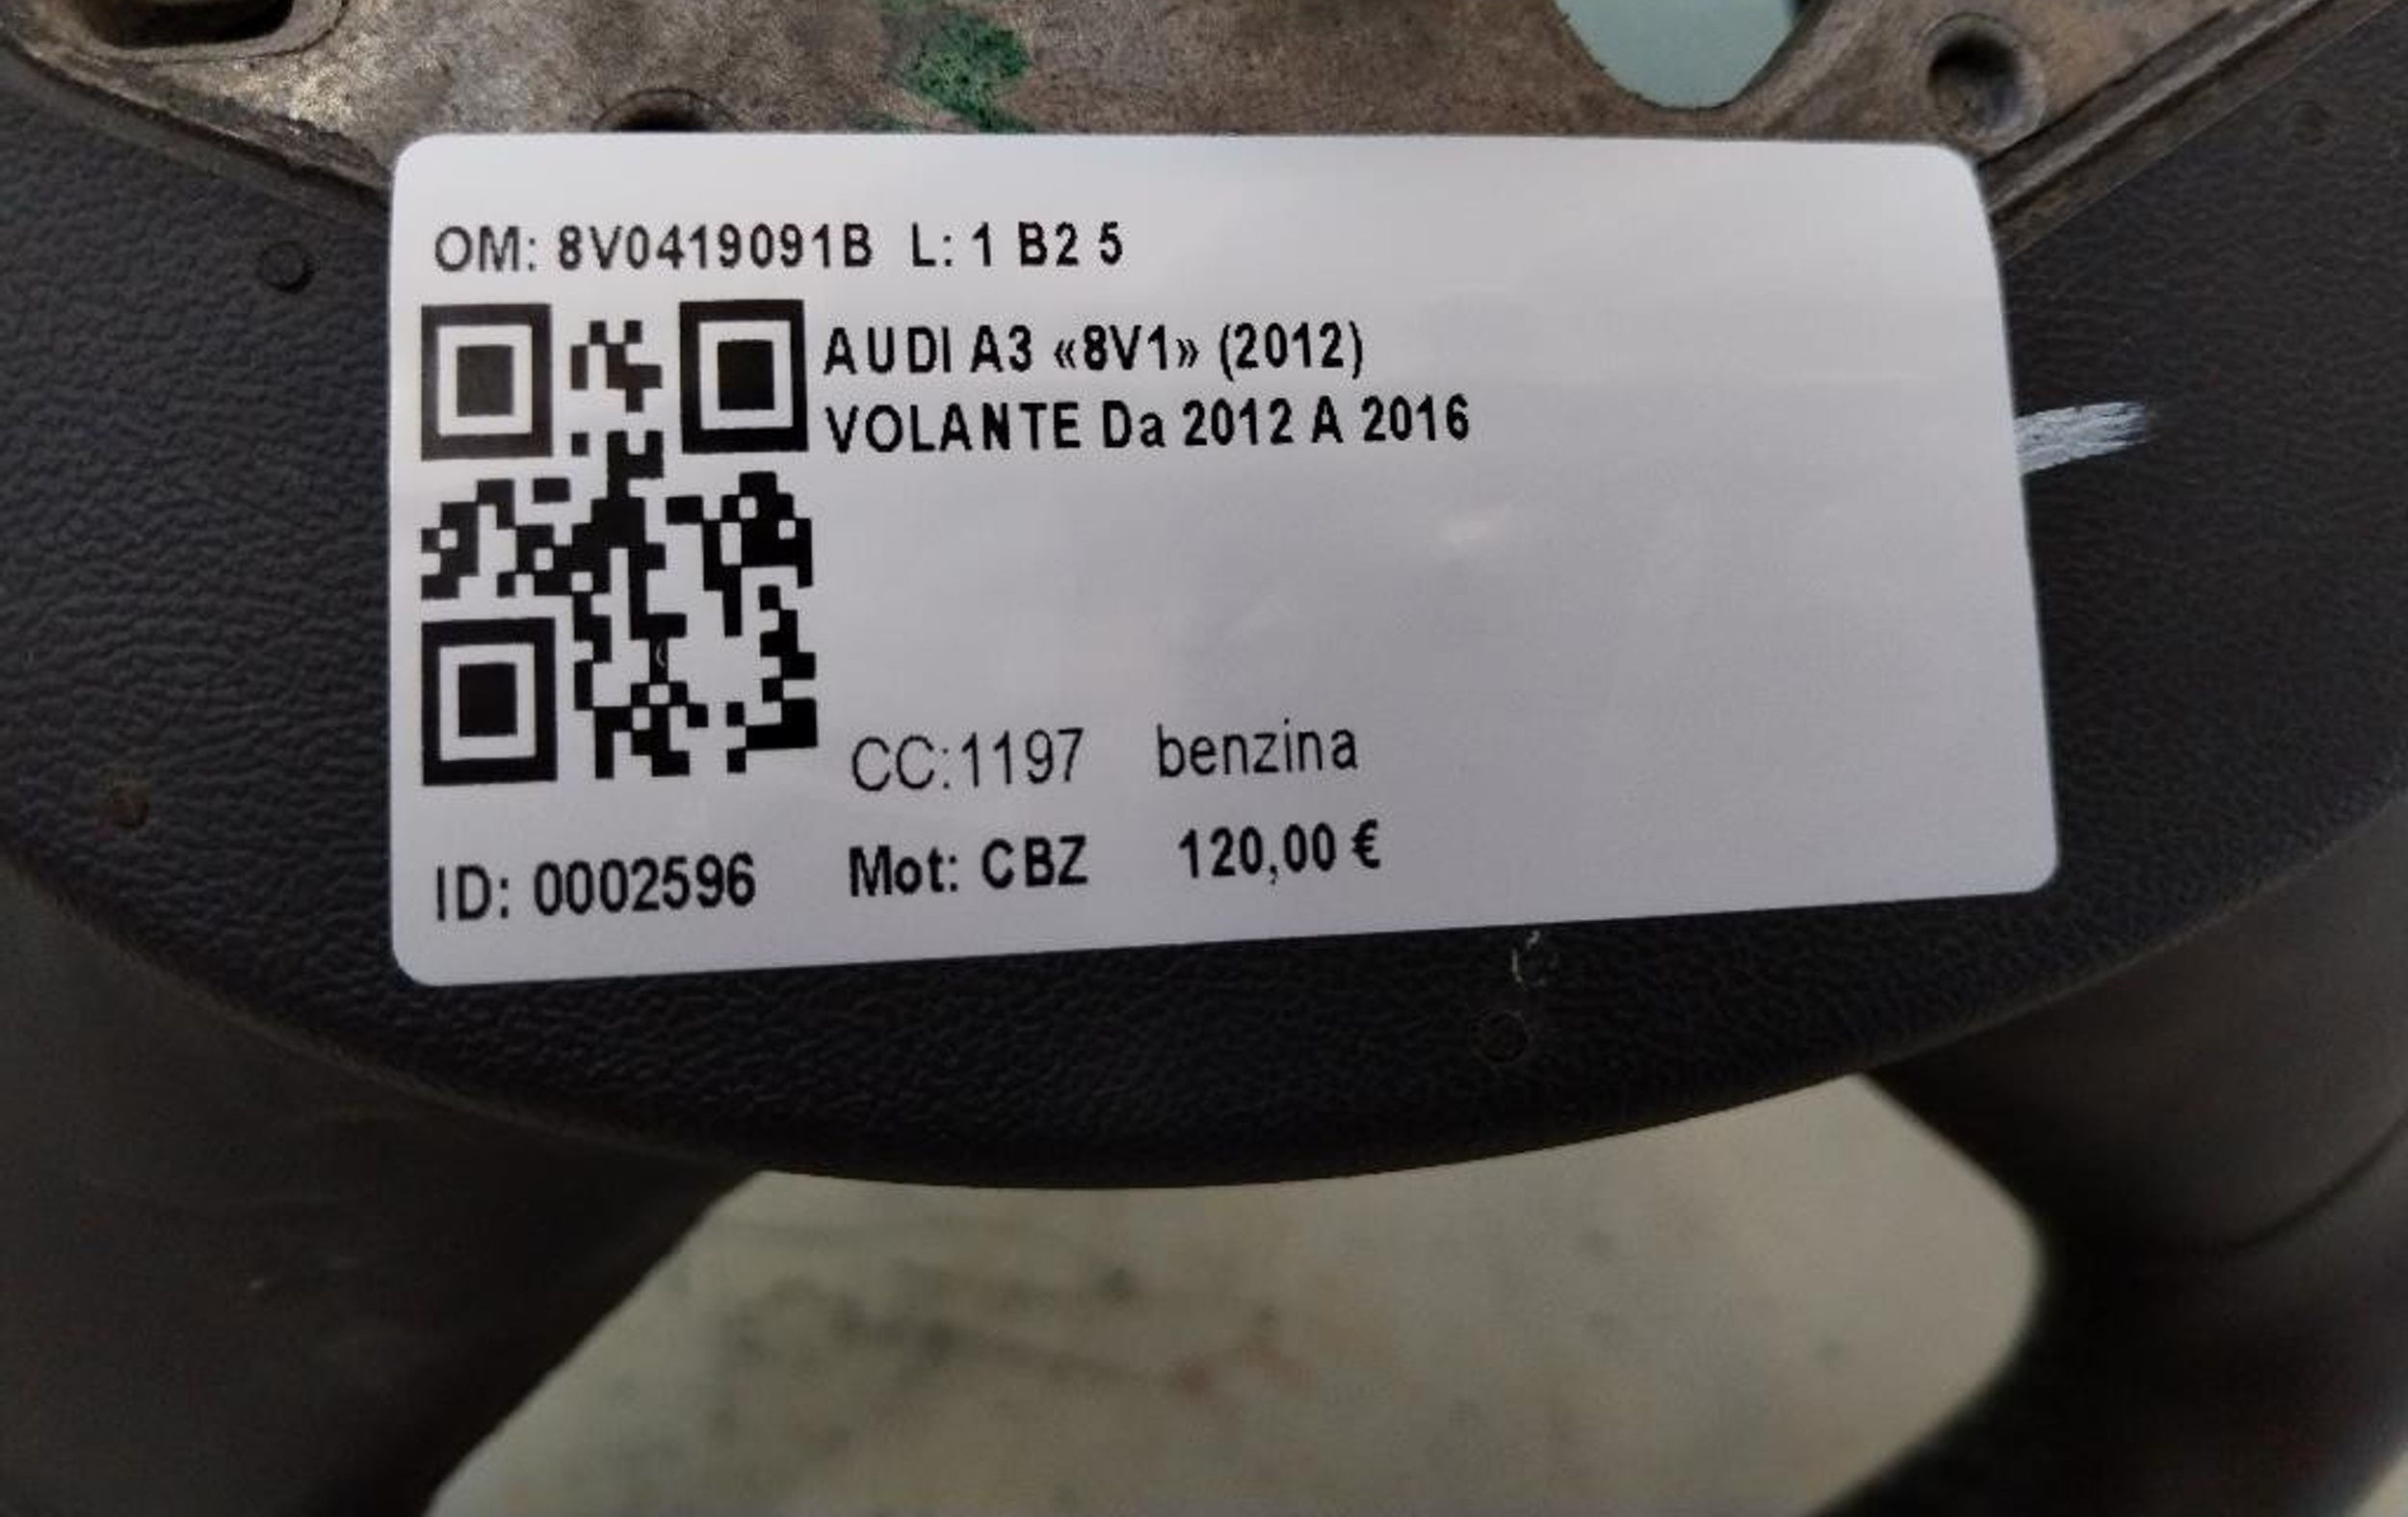 OM: 8V0419091B L: 1 B2 5
AUDI A3 «8V1» (2012)
VOLANTE Da 2012 A 2016
CC:1197 benzina
ID: 0002596 Mot: CBZ 120,00 €